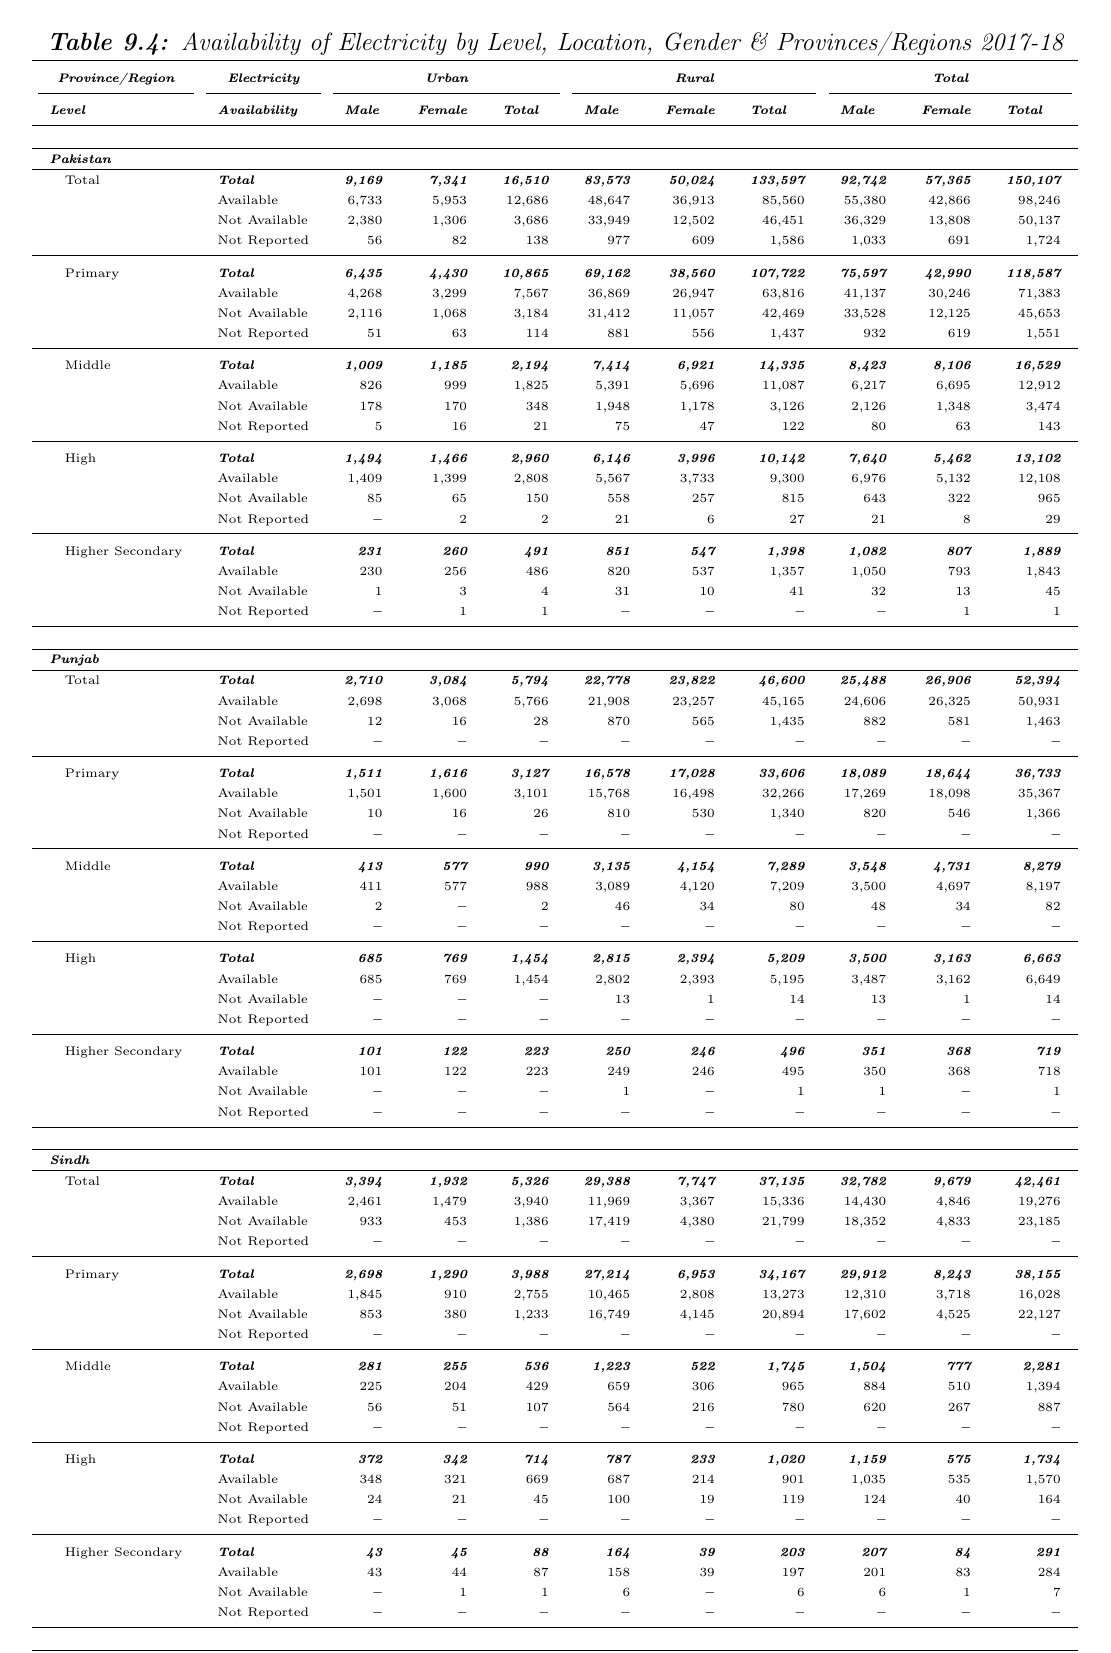 Table 9.4: Availability of Electricity by Level, Location, Gender & Provinces/Regions 2017-18
Province/Region Electricity Urban Rural Total
Level Availability Male Female Total Male Female Total Male Female Total
Pakistan
Total Total 9,169 7,341 16,510 83,573 50,024 133,597 92,742 57,365 150,107
Available 6,733 5,953 12,686 48,647 36,913 85,560 55,380 42,866 98,246
Not Available 2,380 1,306 3,686 33,949 12,502 46,451 36,329 13,808 50,137
Not Reported 56 82 138 977 609 1,586 1,033 691 1,724
Primary Total 6,435 4,430 10,865 69,162 38,560 107,722 75,597 42,990 118,587
Available 4,268 3,299 7,567 36,869 26,947 63,816 41,137 30,246 71,383
Not Available 2,116 1,068 3,184 31,412 11,057 42,469 33,528 12,125 45,653
Not Reported 51 63 114 881 556 1,437 932 619 1,551
Middle Total 1,009 1,185 2,194 7,414 6,921 14,335 8,423 8,106 16,529
Available 826 999 1,825 5,391 5,696 11,087 6,217 6,695 12,912
Not Available 178 170 348 1,948 1,178 3,126 2,126 1,348 3,474
Not Reported 5 16 21 75 47 122 80 63 143
High Total 1,494 1,466 2,960 6,146 3,996 10,142 7,640 5,462 13,102
Available 1,409 1,399 2,808 5,567 3,733 9,300 6,976 5,132 12,108
Not Available 85 65 150 558 257 815 643 322 965
Not Reported – 2 2 21 6 27 21 8 29
Higher Secondary Total 231 260 491 851 547 1,398 1,082 807 1,889
Available 230 256 486 820 537 1,357 1,050 793 1,843
Not Available 1 3 4 31 10 41 32 13 45
Not Reported – 1 1 – – – – 1 1
Punjab
Total Total 2,710 3,084 5,794 22,778 23,822 46,600 25,488 26,906 52,394
Available 2,698 3,068 5,766 21,908 23,257 45,165 24,606 26,325 50,931
Not Available 12 16 28 870 565 1,435 882 581 1,463
Not Reported – – – – – – – – –
Primary Total 1,511 1,616 3,127 16,578 17,028 33,606 18,089 18,644 36,733
Available 1,501 1,600 3,101 15,768 16,498 32,266 17,269 18,098 35,367
Not Available 10 16 26 810 530 1,340 820 546 1,366
Not Reported – – – – – – – – –
Middle Total 413 577 990 3,135 4,154 7,289 3,548 4,731 8,279
Available 411 577 988 3,089 4,120 7,209 3,500 4,697 8,197
Not Available 2 – 2 46 34 80 48 34 82
Not Reported – – – – – – – – –
High Total 685 769 1,454 2,815 2,394 5,209 3,500 3,163 6,663
Available 685 769 1,454 2,802 2,393 5,195 3,487 3,162 6,649
Not Available – – – 13 1 14 13 1 14
Not Reported – – – – – – – – –
Higher Secondary Total 101 122 223 250 246 496 351 368 719
Available 101 122 223 249 246 495 350 368 718
Not Available – – – 1 – 1 1 – 1
Not Reported – – – – – – – – –
Sindh
Total Total 3,394 1,932 5,326 29,388 7,747 37,135 32,782 9,679 42,461
Available 2,461 1,479 3,940 11,969 3,367 15,336 14,430 4,846 19,276
Not Available 933 453 1,386 17,419 4,380 21,799 18,352 4,833 23,185
Not Reported – – – – – – – – –
Primary Total 2,698 1,290 3,988 27,214 6,953 34,167 29,912 8,243 38,155
Available 1,845 910 2,755 10,465 2,808 13,273 12,310 3,718 16,028
Not Available 853 380 1,233 16,749 4,145 20,894 17,602 4,525 22,127
Not Reported – – – – – – – – –
Middle Total 281 255 536 1,223 522 1,745 1,504 777 2,281
Available 225 204 429 659 306 965 884 510 1,394
Not Available 56 51 107 564 216 780 620 267 887
Not Reported – – – – – – – – –
High Total 372 342 714 787 233 1,020 1,159 575 1,734
Available 348 321 669 687 214 901 1,035 535 1,570
Not Available 24 21 45 100 19 119 124 40 164
Not Reported – – – – – – – – –
Higher Secondary Total 43 45 88 164 39 203 207 84 291
Available 43 44 87 158 39 197 201 83 284
Not Available – 1 1 6 – 6 6 1 7
Not Reported – – – – – – – – –